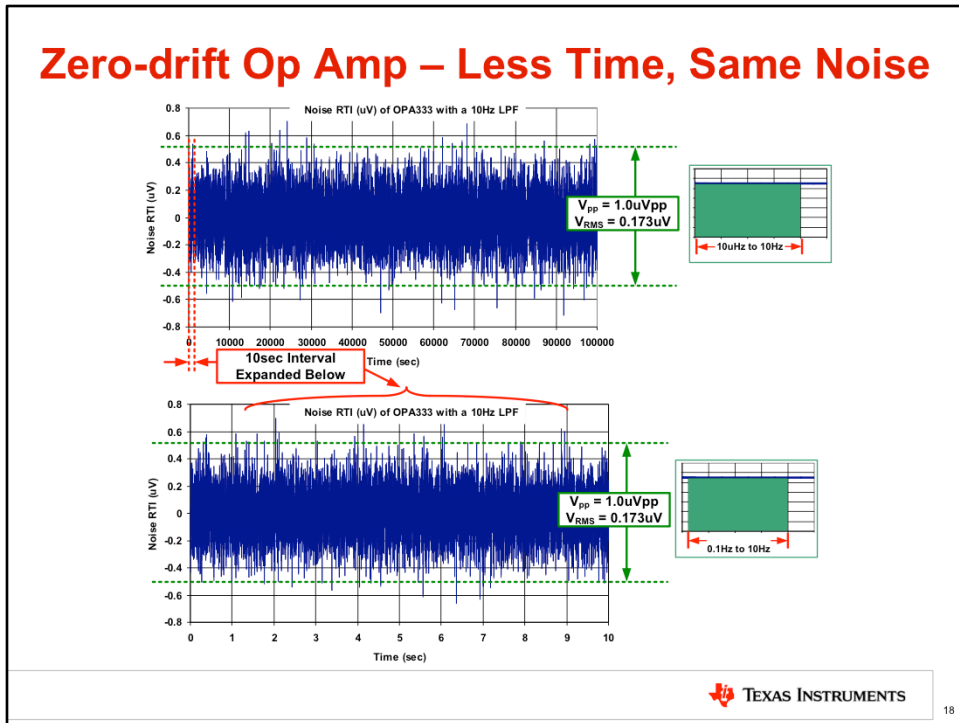 Zero-drift Op Amp – Less Time, Same Noise
Noise RTI (uV) of OPA333 with a 10Hz LPF
0.8
0.6
0.4
0.2
0
-0.2
-0.4
-0.6
-0.8
Noise RTI (uV)
0 10000 20000 30000 40000 50000 60000 70000 80000 90000 100000
Time (sec)
VPP = 1.0uVpp
VRMS = 0.173uV
10uHz to 10Hz
10sec Interval
Expanded Below
Noise RTI (uV) of OPA333 with a 10Hz LPF
0.8
0.6
0.4
0.2
0
-0.2
-0.4
-0.6
-0.8
Noise RTI (uV)
0 1 2 3 4 5 6 7 8 9 10
Time (sec)
VPP = 1.0uVpp
VRMS = 0.173uV
0.1Hz to 10Hz
TEXAS INSTRUMENTS
18